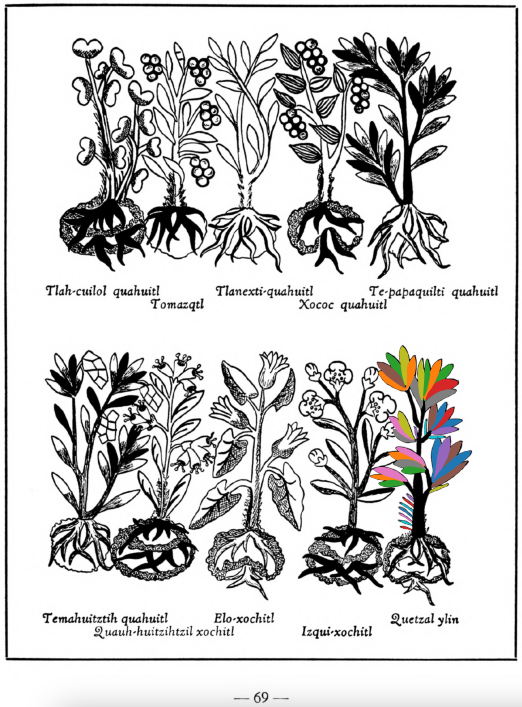 Tlah-cuilol quahuitl Tlanexti-quahuitl Te-papaquilti quahuitl
Tomazqtl Xococ quahuitl
Temahuitztih quahuitl Elo-xochitl Quetzal ylin
Quauh-huitzihtzil xochitl Izqui-xochitl
— 69 —